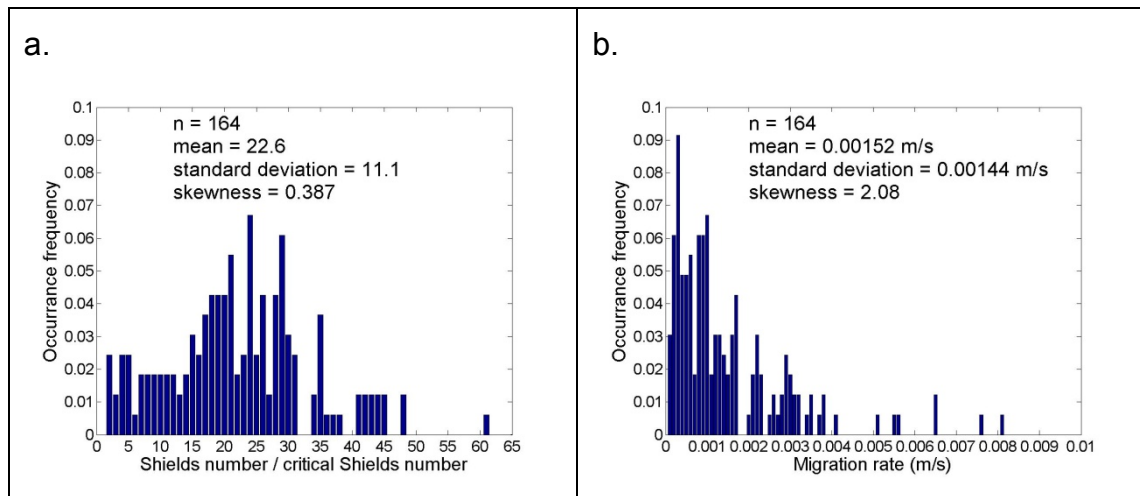 a.
0.1
0.09
0.08
0.07
0.06
0.05
0.04
0.03
0.02
0.01
0
Occurrance frequency
n = 164
mean = 22.6
standard deviation = 11.1
skewness = 0.387
0 5 10 15 20 25 30 35 40 45 50 55 60 65
Shields number / critical Shields number
b.
0.1
0.09
0.08
0.07
0.06
0.05
0.04
0.03
0.02
0.01
0
Occurrance frequency
n = 164
mean = 0.00152 m/s
standard deviation = 0.00144 m/s
skewness = 2.08
0 0.001 0.002 0.003 0.004 0.005 0.006 0.007 0.008 0.009 0.01
Migration rate (m/s)